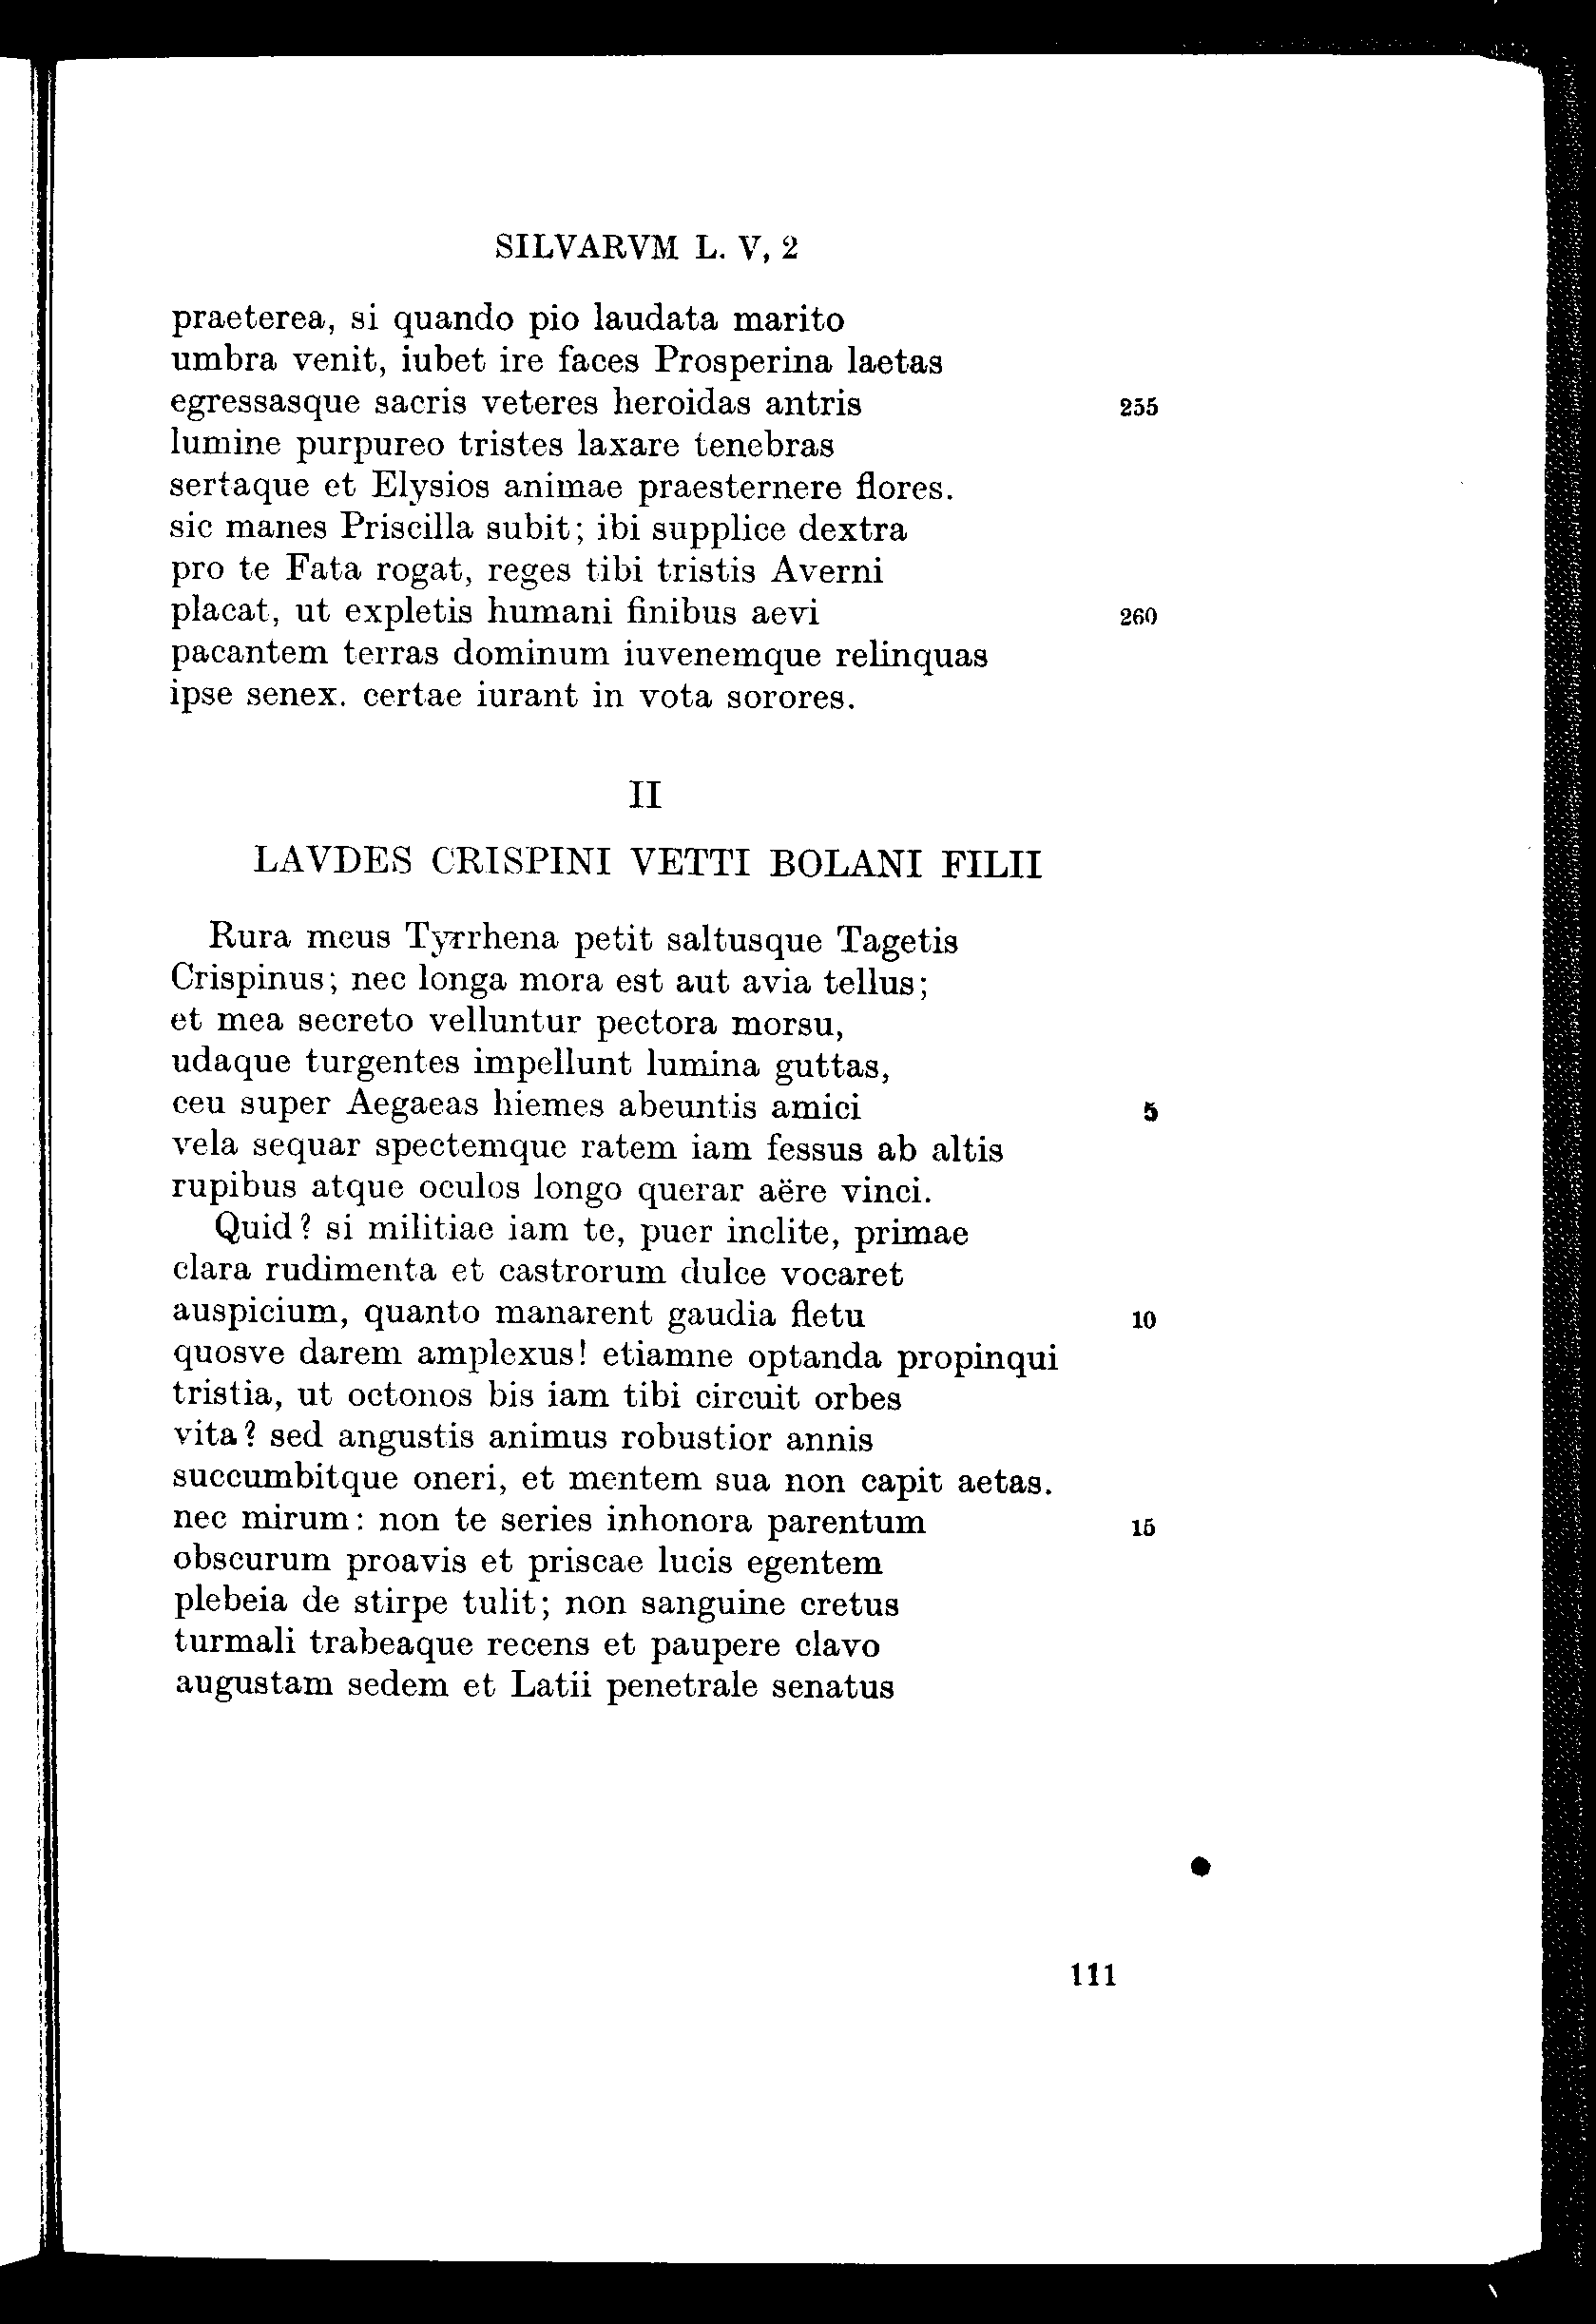 SILVARVM L. V, 2
praeterea, si quando pio laudata marito
umbra venit, iubet ire faces Prosperina laetas
egressasque sacris veteres heroidas antris 255
lumine purpureo tristes laxare tenebras
sertaque et Elysios animae praesternere flores.
sic manes Priscilla subit; ibi supplice dextra
pro te Fata rogat, reges tibi tristis Averni
placat, ut expletis humani finibus aevi 260
pacantem terras dominum iuvenemque relinquas
ipse senex. certae iurant in vota sorores.
II
LAVDES CRISPINI VETTI BOLANI FILII
Rura meus Tyrrhena petit saltusque Tagetis
Crispinus; nec longa mora est aut avia tellus;
et mea secreto velluntur pectora morsu,
udaque turgentes impellunt lumina guttas,
ceu super Aegaeas hiemes abeuntis amici 5
vela sequar spectemque ratem iam fessus ab altis
rupibus atque oculos longo querar aëre vinci.
Quid? si militiae iam te, puer inclite, primae
clara rudimenta et castrorum dulce vocaret
auspicium, quanto manarent gaudia fletu 10
quosve darem amplexus! etiamne optanda propinqui
tristia, ut octonos bis iam tibi circuit orbes
vita? sed angustis animus robustior annis
succumbitque oneri, et mentem sua non capit aetas.
nec mirum: non te series inhonora parentum 15
obscurum proavis et priscae lucis egentem
plebeia de stirpe tulit; non sanguine cretus
turmali trabeaque recens et paupere clavo
augustam sedem et Latii penetrale senatus
111